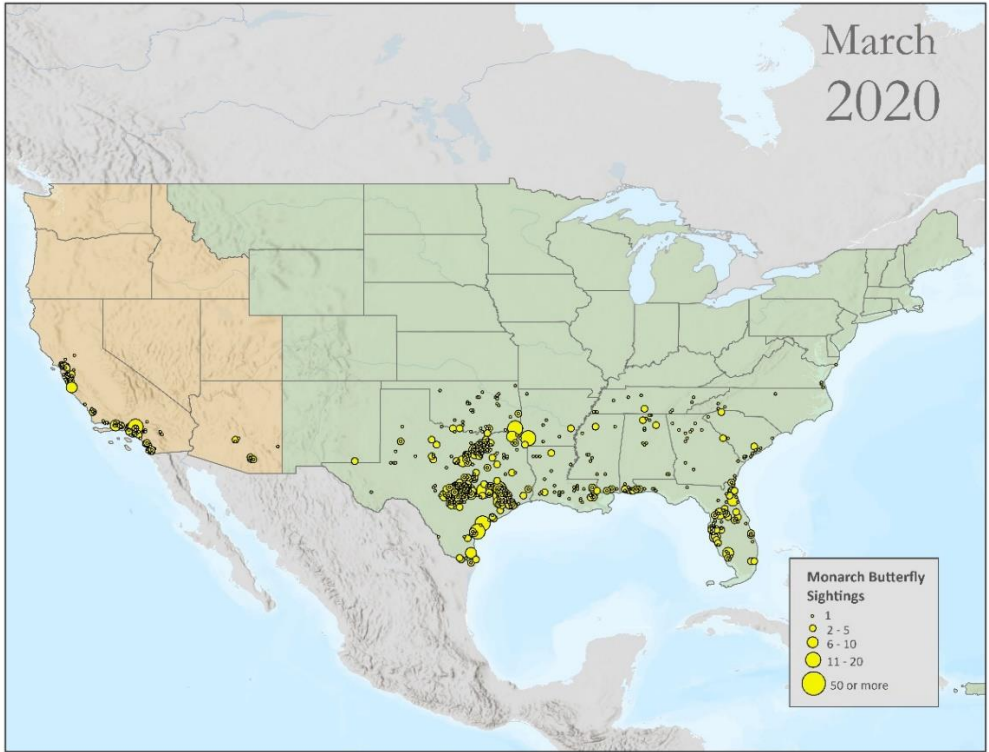 March
2020
Monarch Butterfly
Sightings
1
2 - 5
6 - 10
11 - 20
50 or more